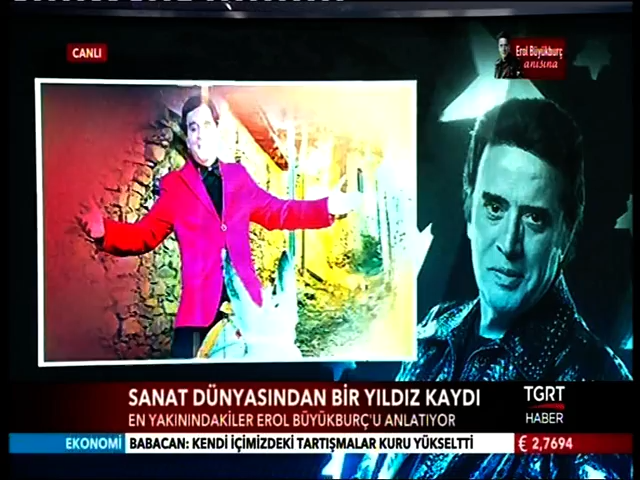 CANLI
Erol Büyükburç
anısına
SANAT DÜNYASINDAN BİR YILDIZ KAYDI
EN YAKININDAKİLER EROL BÜYÜKBURÇ'U ANLATIYOR
TGRT
HABER
EKONOMİ BABACAN: KENDİ İÇİMİZDEKİ TARTIŞMALAR KURU YÜKSELTTİ € 2,7694